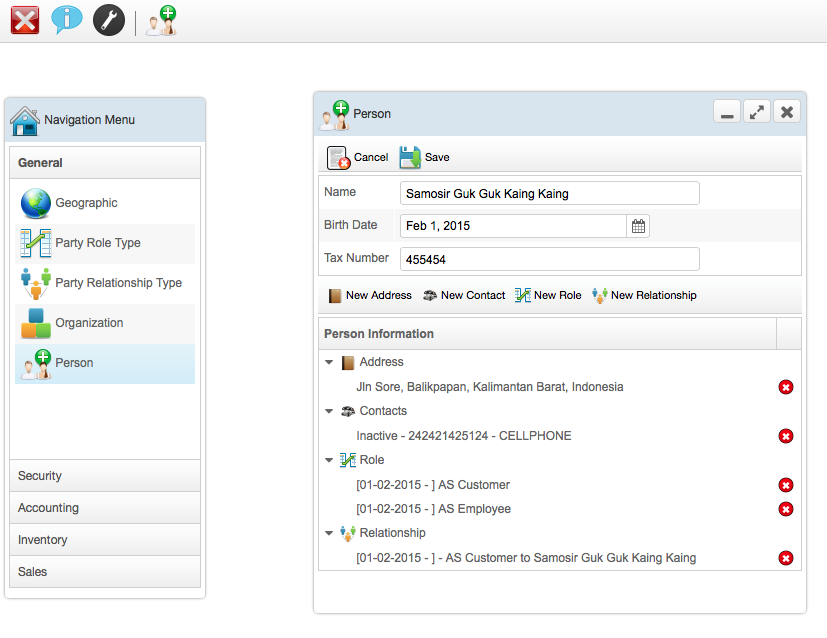 Navigation Menu
General
Geographic
Party Role Type
Party Relationship Type
Organization
Person
Security
Accounting
Inventory
Sales
Person
Cancel Save
Name Samosir Guk Guk Kaing Kaing
Birth Date Feb 1, 2015
Tax Number 455454
New Address New Contact New Role New Relationship
Person Information
Address
Jln Sore, Balikpapan, Kalimantan Barat, Indonesia
Contacts
Inactive - 242421425124 - CELLPHONE
Role
[01-02-2015 - ] AS Customer
[01-02-2015 - ] AS Employee
Relationship
[01-02-2015 - ] - AS Customer to Samosir Guk Guk Kaing Kaing